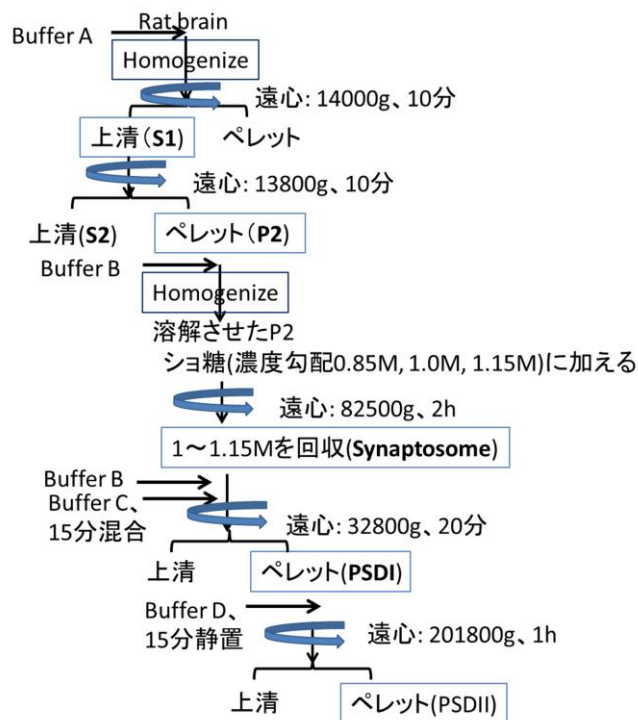 Rat brain
Buffer A
Homogenize
遠心: 14000g、10分
上清(S1)
ペレット
遠心: 13800g、10分
上清(S2)
ペレット(P2)
Buffer B
Homogenize
溶解させたP2
ショ糖(濃度勾配0.85M, 1.0M, 1.15M)に加える
遠心: 82500g、2h
1～1.15Mを回収(Synaptosome)
Buffer B
Buffer C、
15分混合
遠心: 32800g、20分
上清
ペレット(PSDI)
Buffer D、
15分静置
遠心: 201800g、1h
上清
ペレット(PSDII)